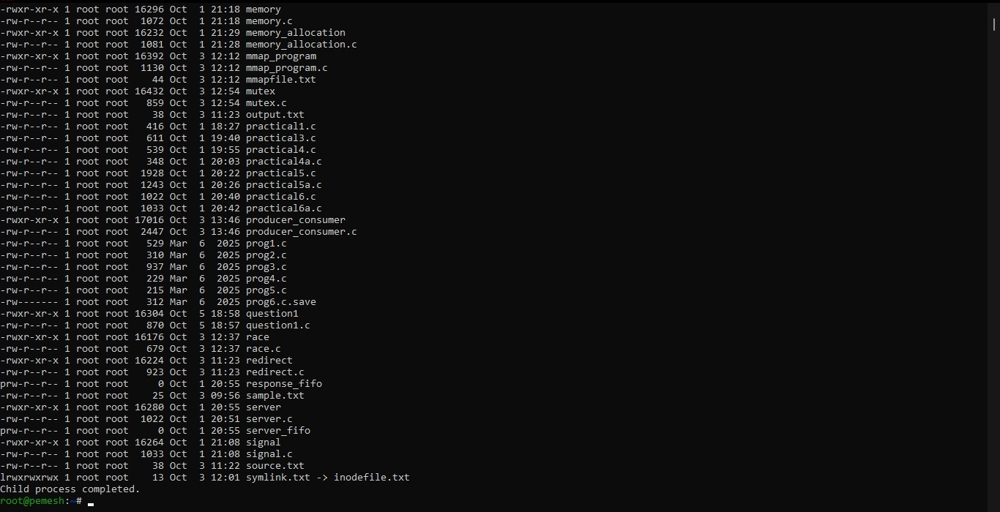 -rwxr-xr-x 1 root root 16296 Oct  1 21:18 memory
-rw-r--r-- 1 root root  1072 Oct  1 21:18 memory.c
-rwxr-xr-x 1 root root 16232 Oct  1 21:29 memory_allocation
-rw-r--r-- 1 root root  1081 Oct  1 21:28 memory_allocation.c
-rwxr-xr-x 1 root root 16392 Oct  3 12:12 mmap_program
-rw-r--r-- 1 root root  1130 Oct  3 12:12 mmap_program.c
-rw-r--r-- 1 root root    44 Oct  3 12:12 mmapfile.txt
-rwxr-xr-x 1 root root 16432 Oct  3 12:54 mutex
-rw-r--r-- 1 root root   859 Oct  3 12:54 mutex.c
-rw-r--r-- 1 root root    38 Oct  3 11:23 output.txt
-rw-r--r-- 1 root root   416 Oct  1 18:27 practical1.c
-rw-r--r-- 1 root root   611 Oct  1 19:40 practical3.c
-rw-r--r-- 1 root root   539 Oct  1 19:55 practical4.c
-rw-r--r-- 1 root root   348 Oct  1 20:03 practical4a.c
-rw-r--r-- 1 root root  1928 Oct  1 20:22 practical5.c
-rw-r--r-- 1 root root  1243 Oct  1 20:26 practical5a.c
-rw-r--r-- 1 root root  1022 Oct  1 20:40 practical6.c
-rw-r--r-- 1 root root  1033 Oct  1 20:42 practical6a.c
-rwxr-xr-x 1 root root 17016 Oct  3 13:46 producer_consumer
-rw-r--r-- 1 root root  2447 Oct  3 13:46 producer_consumer.c
-rw-r--r-- 1 root root   529 Mar  6  2025 prog1.c
-rw-r--r-- 1 root root   310 Mar  6  2025 prog2.c
-rw-r--r-- 1 root root   937 Mar  6  2025 prog3.c
-rw-r--r-- 1 root root   229 Mar  6  2025 prog4.c
-rw-r--r-- 1 root root   215 Mar  6  2025 prog5.c
-rw------- 1 root root   312 Mar  6  2025 prog6.c.save
-rwxr-xr-x 1 root root 16304 Oct  5 18:58 question1
-rw-r--r-- 1 root root   870 Oct  5 18:57 question1.c
-rwxr-xr-x 1 root root 16176 Oct  3 12:37 race
-rw-r--r-- 1 root root   679 Oct  3 12:37 race.c
-rwxr-xr-x 1 root root 16224 Oct  3 11:23 redirect
-rw-r--r-- 1 root root   923 Oct  3 11:23 redirect.c
prw-r--r-- 1 root root     0 Oct  1 20:55 response_fifo
-rw-r--r-- 1 root root    25 Oct  3 09:56 sample.txt
-rwxr-xr-x 1 root root 16280 Oct  1 20:55 server
-rw-r--r-- 1 root root  1022 Oct  1 20:51 server.c
prw-r--r-- 1 root root     0 Oct  1 20:55 server_fifo
-rwxr-xr-x 1 root root 16264 Oct  1 21:08 signal
-rw-r--r-- 1 root root  1033 Oct  1 21:08 signal.c
-rw-r--r-- 1 root root    38 Oct  3 11:22 source.txt
lrwxrwxrwx 1 root root    13 Oct  3 12:01 symlink.txt -> inodefile.txt
Child process completed.
root@pemesh:~#